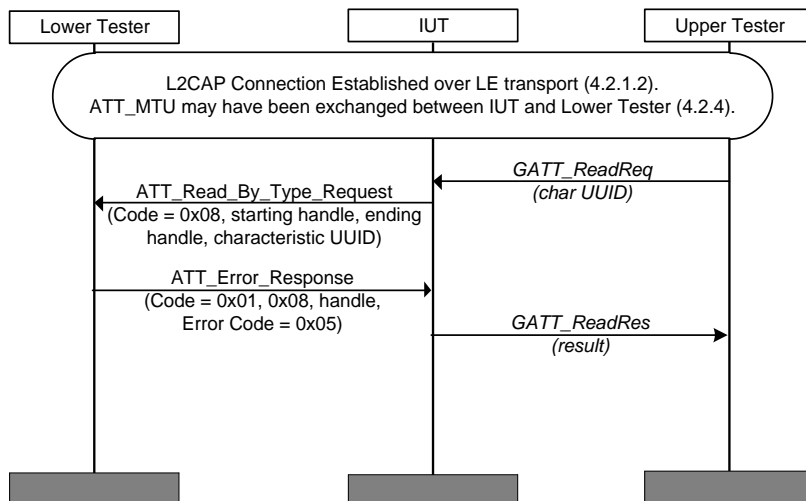 Lower Tester
IUT
Upper Tester
L2CAP Connection Established over LE transport (4.2.1.2).
ATT_MTU may have been exchanged between IUT and Lower Tester (4.2.4).
GATT_ReadReq
(char UUID)
ATT_Read_By_Type_Request
(Code = 0x08, starting handle, ending
handle, characteristic UUID)
ATT_Error_Response
(Code = 0x01, 0x08, handle,
Error Code = 0x05)
GATT_ReadRes
(result)